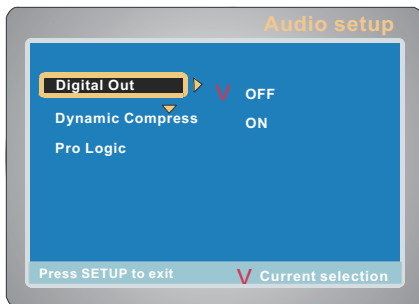 Audio setup
Digital Out
V OFF
Dynamic Compress
ON
Pro Logic
Press SETUP to exit
V Current selection